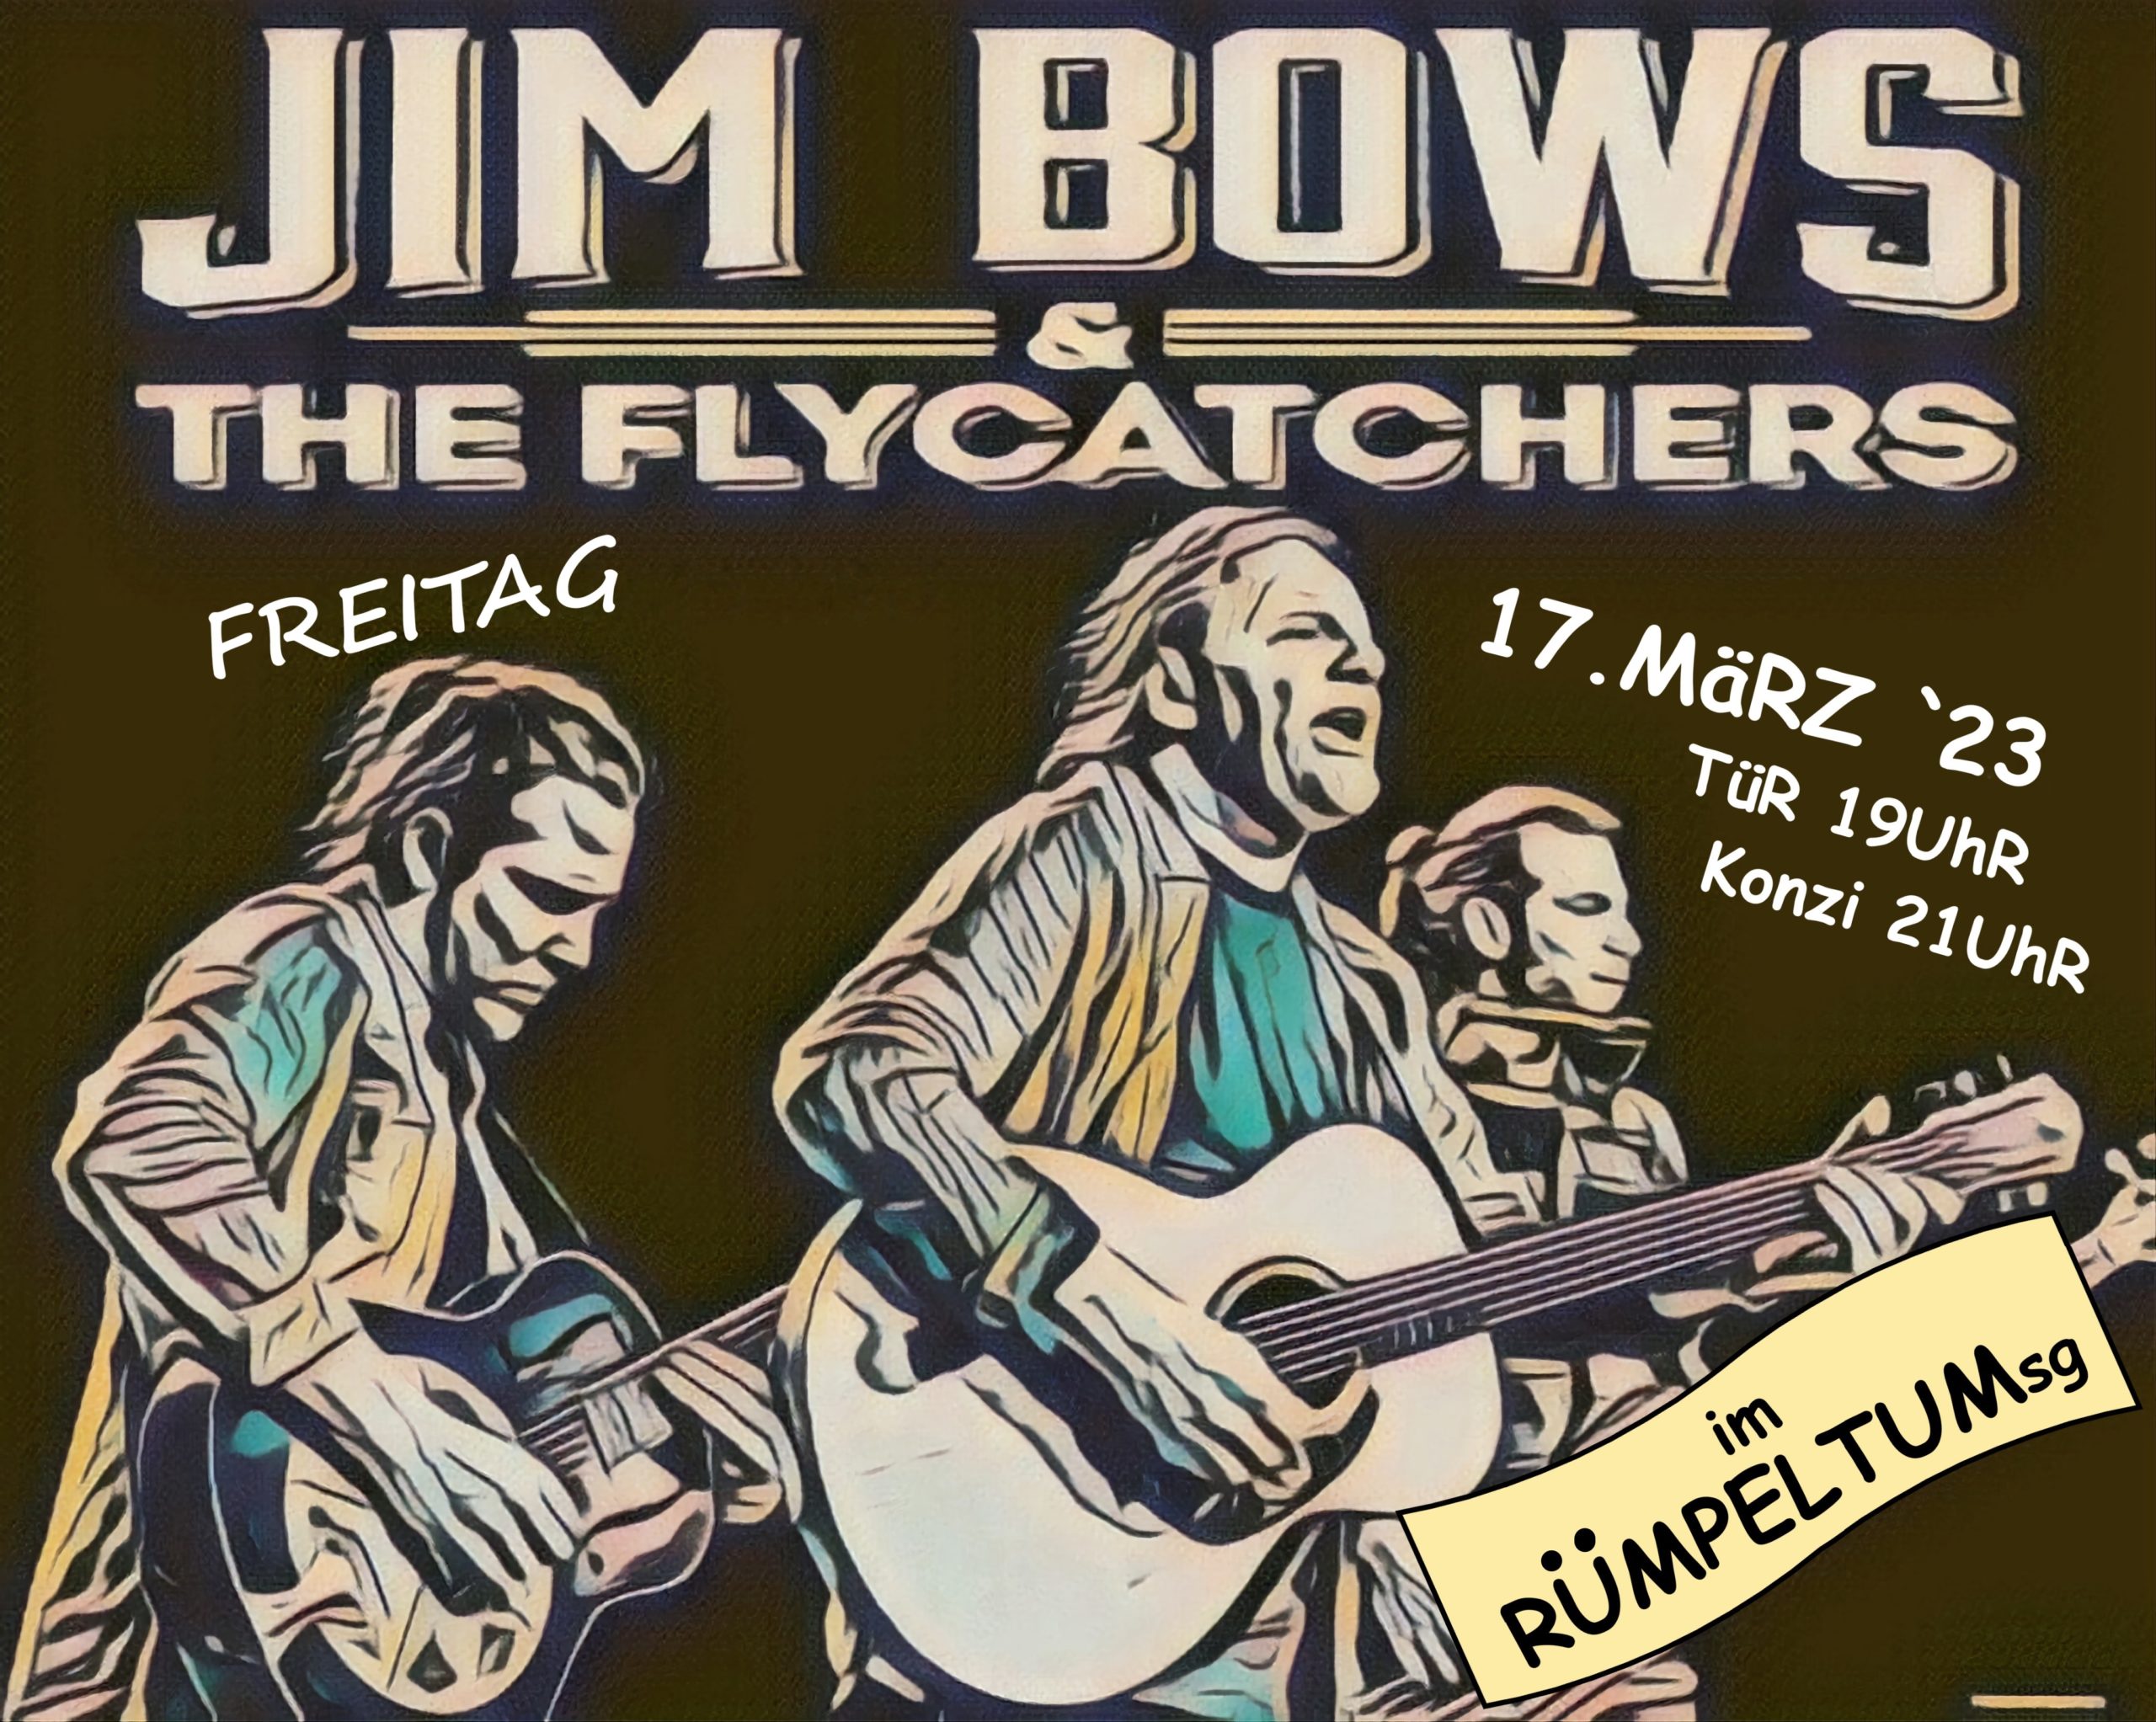 JIM BOWS
&
THE FLYCATCHERS
FREITAG
17.MäRZ `23
TüR 19UhR
Konzi 21UhR
im
RÜMPELTUMsg